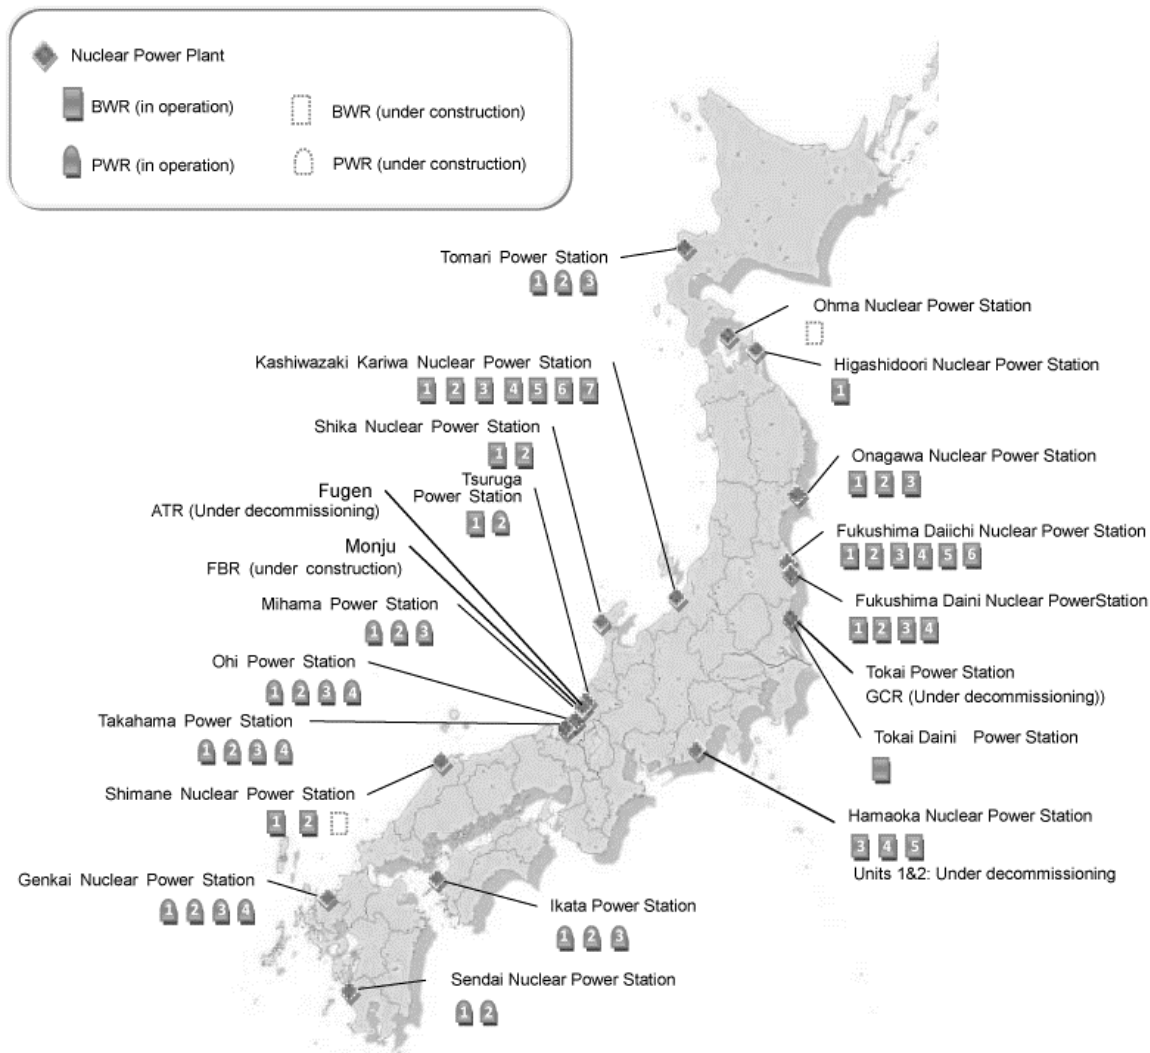 Nuclear Power Plant
BWR (in operation)
BWR (under construction)
PWR (in operation)
PWR (under construction)
Tomari Power Station
1 2 3
Ohma Nuclear Power Station
Kashiwazaki Kariwa Nuclear Power Station
1 2 3 4 5 6 7
Higashidoori Nuclear Power Station
1
Shika Nuclear Power Station
1 2
Onagawa Nuclear Power Station
1 2 3
Tsuruga
Power Station
1 2
Fugen
ATR (Under decommissioning)
Fukushima Daiichi Nuclear Power Station
1 2 3 4 5 6
Monju
FBR (under construction)
Fukushima Daini Nuclear PowerStation
1 2 3 4
Mihama Power Station
1 2 3
Ohi Power Station
1 2 3 4
Tokai Power Station
GCR (Under decommissioning))
Takahama Power Station
1 2 3 4
Tokai Daini Power Station
Shimane Nuclear Power Station
1 2
Hamaoka Nuclear Power Station
3 4 5
Units 1&2: Under decommissioning
Genkai Nuclear Power Station
1 2 3 4
Ikata Power Station
1 2 3
Sendai Nuclear Power Station
1 2